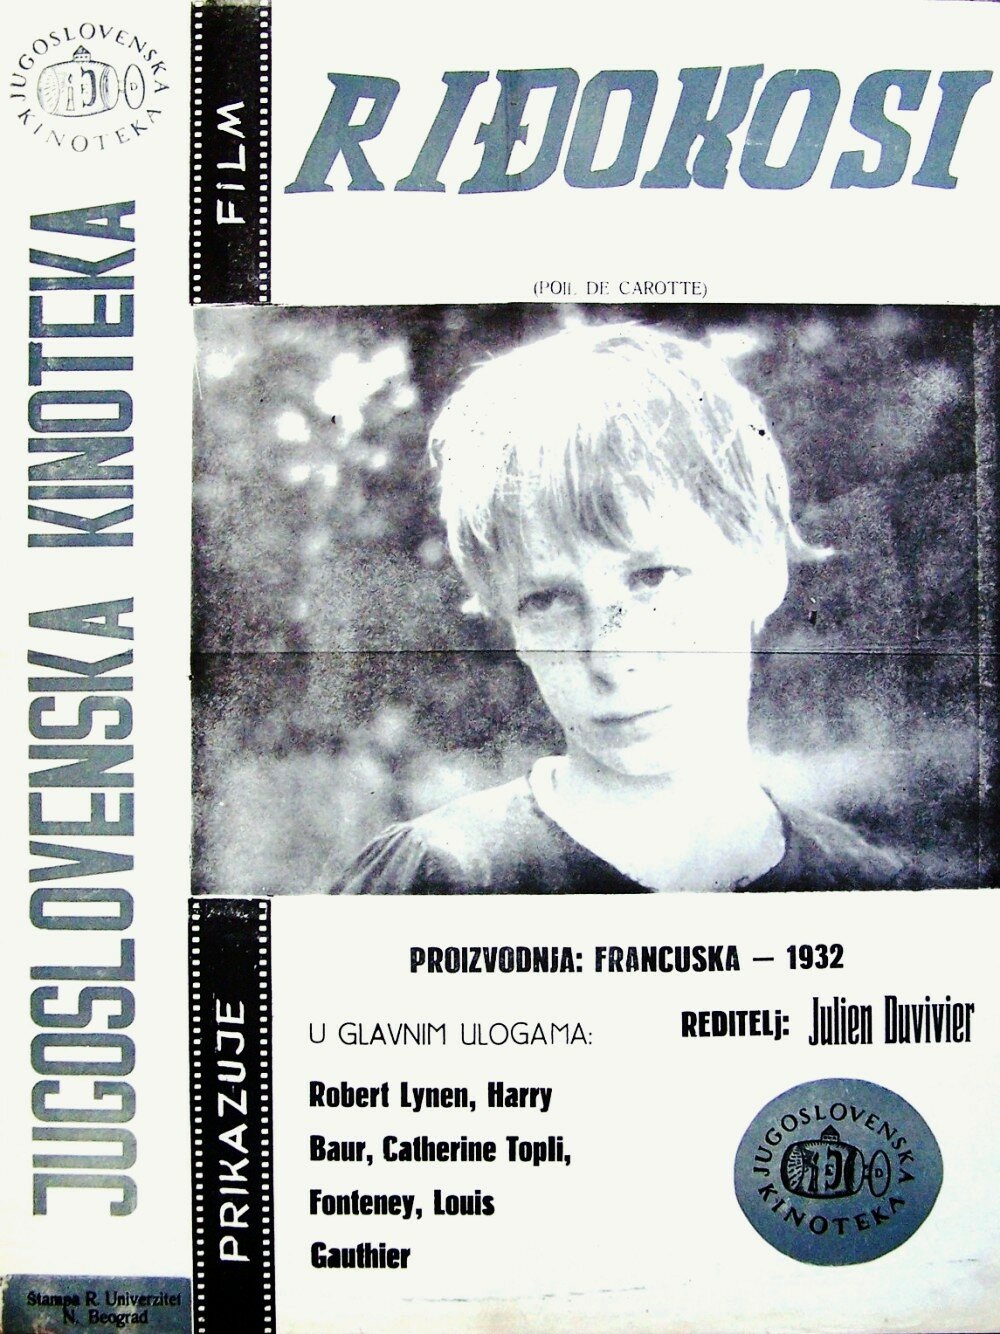 JUGOSLOVENSKA KINOTEKA
JUGOSLOVENSKA KINOTEKA
FILM
RIĐOKOSI
(POIL DE CAROTTE)
PRIKAZUJE
PROIZVODNJA: FRANCUSKA — 1932
REDITELj: Julien Duvivier
U GLAVNIM ULOGAMA:
Robert Lynen, Harry
Baur, Catherine Topli,
Fonteney, Louis
Gauthier
JUGOSLOVENSKA KINOTEKA
Stampa R. Univerzitet
N. Beograd